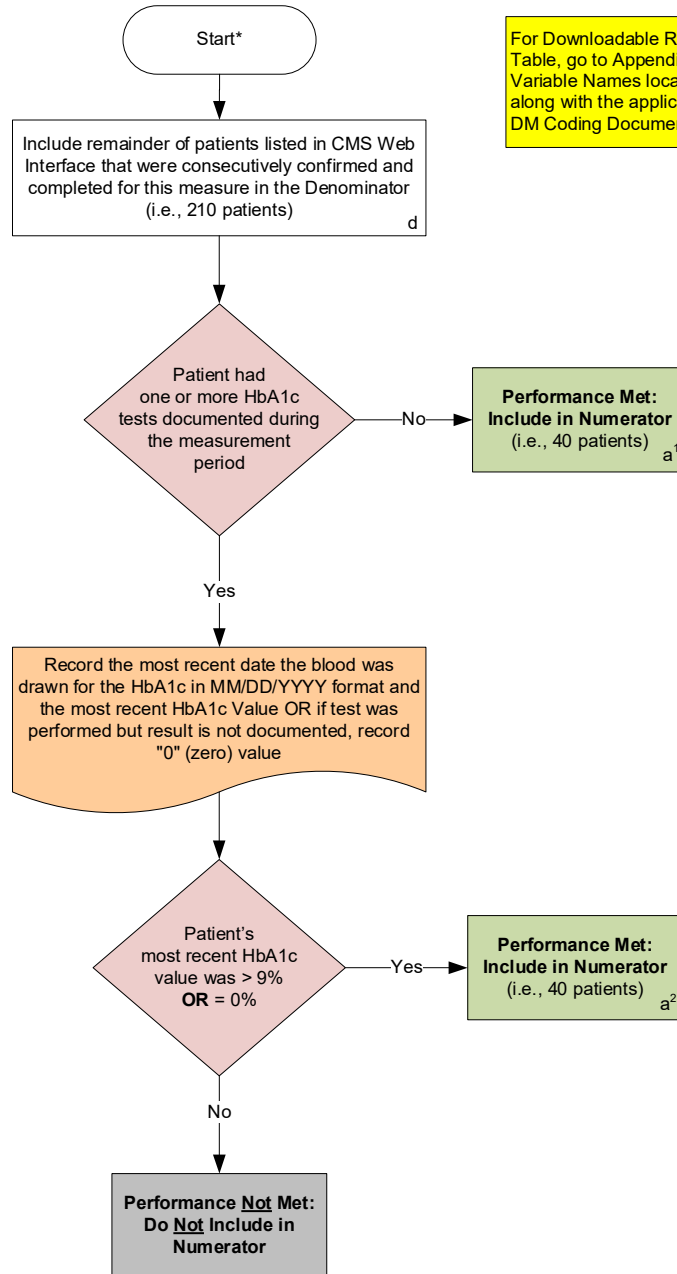 Start*
For Downloadable R
Table, go to Appendi
Variable Names loca
along with the applic
DM Coding Docume
Include remainder of patients listed in CMS Web
Interface that were consecutively confirmed and
completed for this measure in the Denominator
(i.e., 210 patients)
d
Patient had
one or more HbA1c
tests documented during
the measurement
period
No
Performance Met:
Include in Numerator
(i.e., 40 patients)
a¹
Yes
Record the most recent date the blood was
drawn for the HbA1c in MM/DD/YYYY format and
the most recent HbA1c Value OR if test was
performed but result is not documented, record
"0" (zero) value
Patient’s
most recent HbA1c
value was > 9%
OR = 0%
Yes
Performance Met:
Include in Numerator
(i.e., 40 patients)
a²
No
Performance Not Met:
Do Not Include in
Numerator